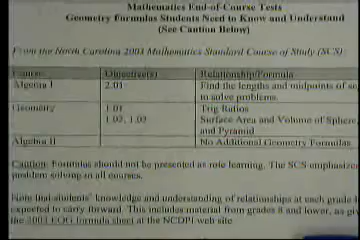 Mathematics End-of-Course Tests
Geometry Formulas Students Need to Know and Understand
(See Caution Below)
From the North Carolina 2003 Mathematics Standard Course of Study (SCS)
Course Objective(s) Relationship/Formula
Algebra I 2.01 Find the lengths and midpoints of
to solve problems.
Geometry 1.01 Trig Ratios
1.02, 1.03 Surface Area and Volume of Sphere,
and Pyramid
Algebra II No Additional Geometry Formulas
Caution: Formulas should not be presented as rote learning. The SCS emphasizes
problem solving in all courses.
Note that students' knowledge and understanding of relationships at each grade
expected to carry forward. This includes material from grades 8 and lower, as
the 2003 EOG formula sheet at the NCDPI web site